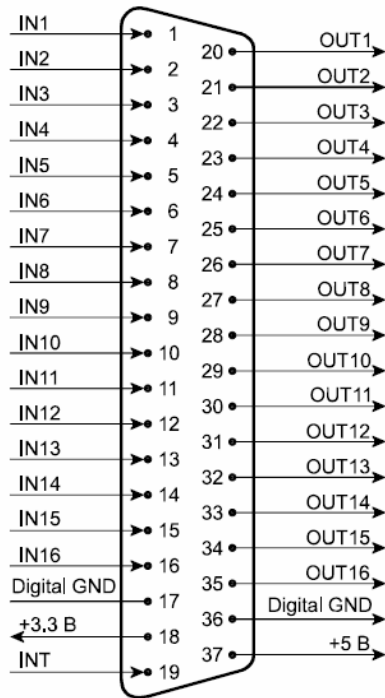 IN1 1
20 OUT1
IN2 2
21 OUT2
IN3 3
22 OUT3
IN4 4
23 OUT4
IN5 5
24 OUT5
IN6 6
25 OUT6
IN7 7
26 OUT7
IN8 8
27 OUT8
IN9 9
28 OUT9
IN10 10
29 OUT10
IN11 11
30 OUT11
IN12 12
31 OUT12
IN13 13
32 OUT13
IN14 14
33 OUT14
IN15 15
34 OUT15
IN16 16
35 OUT16
Digital GND 17
36 Digital GND
+3,3 В 18
37 +5 В
INT 19